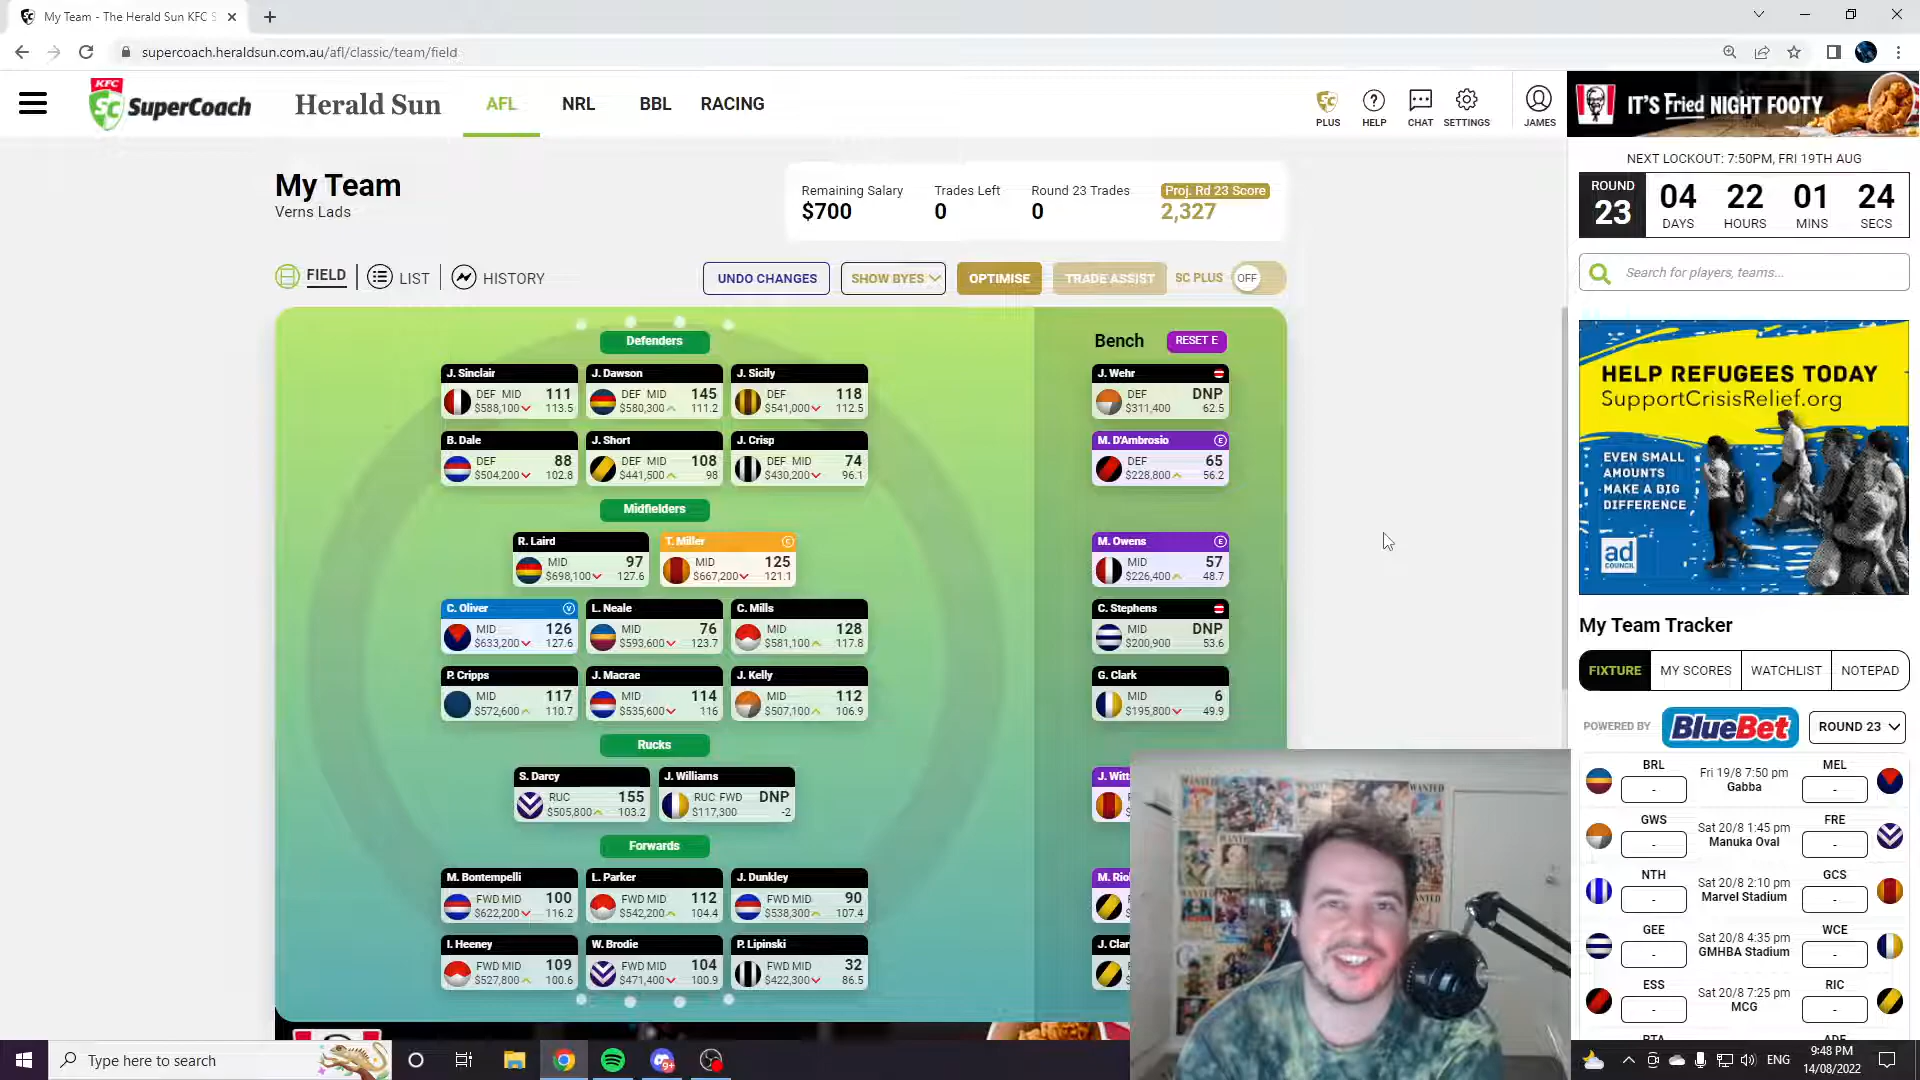 My Team - The Herald Sun KFC S
supercoach.heraldsun.com.au/afl/classic/team/field
KFC
SC SUPERCOACH
Herald Sun
AFL NRL BBL RACING
PLUS HELP CHAT SETTINGS JAMES
IT'S Fried NIGHT FOOTY
My Team
Verns Lads
Remaining Salary Trades Left Round 23 Trades Proj. Rd 23 Score
$700 0 0 2,327
NEXT LOCKOUT: 7:50PM, FRI 19TH AUG
ROUND 23
04 22 01 24
DAYS HOURS MINS SECS
FIELD LIST HISTORY
UNDO CHANGES SHOW BYES OPTIMISE TRADE ASSIST SC PLUS OFF
Search for players, teams...
Defenders
Bench RESET E
J. Sinclair J. Dawson J. Sicily J. Wehr
DEF MID 111 DEF MID 145 DEF 118 DEF DNP
$588,100 113.5 $580,300 111.2 $541,000 112.5 $311,400 62.5
B. Dale J. Short J. Crisp M. D'Ambrosio E
DEF 88 DEF MID 108 DEF MID 74 DEF 65
$504,200 102.8 $441,500 98 $430,200 96.1 $228,800 56.2
Midfielders
R. Laird T. Miller E M. Owens E
MID 97 MID 125 MID 57
$698,100 127.6 $667,200 121.1 $226,400 48.7
C. Oliver V L. Neale C. Mills C. Stephens
MID 126 MID 76 MID 128 MID DNP
$633,200 127.6 $593,600 123.7 $581,100 117.8 $200,900 53.6
P. Cripps J. Macrae J. Kelly G. Clark
MID 117 MID 114 MID 112 MID 6
$572,600 110.7 $535,600 116 $507,100 106.9 $195,800 49.9
Rucks
S. Darcy J. Williams J. Witt
RUC 155 RUC FWD DNP
$505,800 103.2 $117,300 -2
Forwards
M. Bontempelli L. Parker J. Dunkley M. Rio
FWD MID 100 FWD MID 112 FWD MID 90
$622,200 116.2 $542,200 104.4 $538,300 107.4
I. Heeney W. Brodie P. Lipinski J. Clar
FWD MID 109 FWD MID 104 FWD MID 32
$527,800 100.6 $471,400 100.9 $422,300 86.5
HELP REFUGEES TODAY
SupportCrisisRelief.org
EVEN SMALL
AMOUNTS
MAKE A BIG
DIFFERENCE
ad
COUNCIL
My Team Tracker
FIXTURE MY SCORES WATCHLIST NOTEPAD
POWERED BY BlueBet ROUND 23
BRL Fri 19/8 7:50 pm MEL
- Gabba -
GWS Sat 20/8 1:45 pm FRE
- Manuka Oval -
NTH Sat 20/8 2:10 pm GCS
- Marvel Stadium -
GEE Sat 20/8 4:35 pm WCE
- GMHBA Stadium -
ESS Sat 20/8 7:25 pm RIC
- MCG -
WANTED
Type here to search
9+
ENG
9:48 PM
14/08/2022